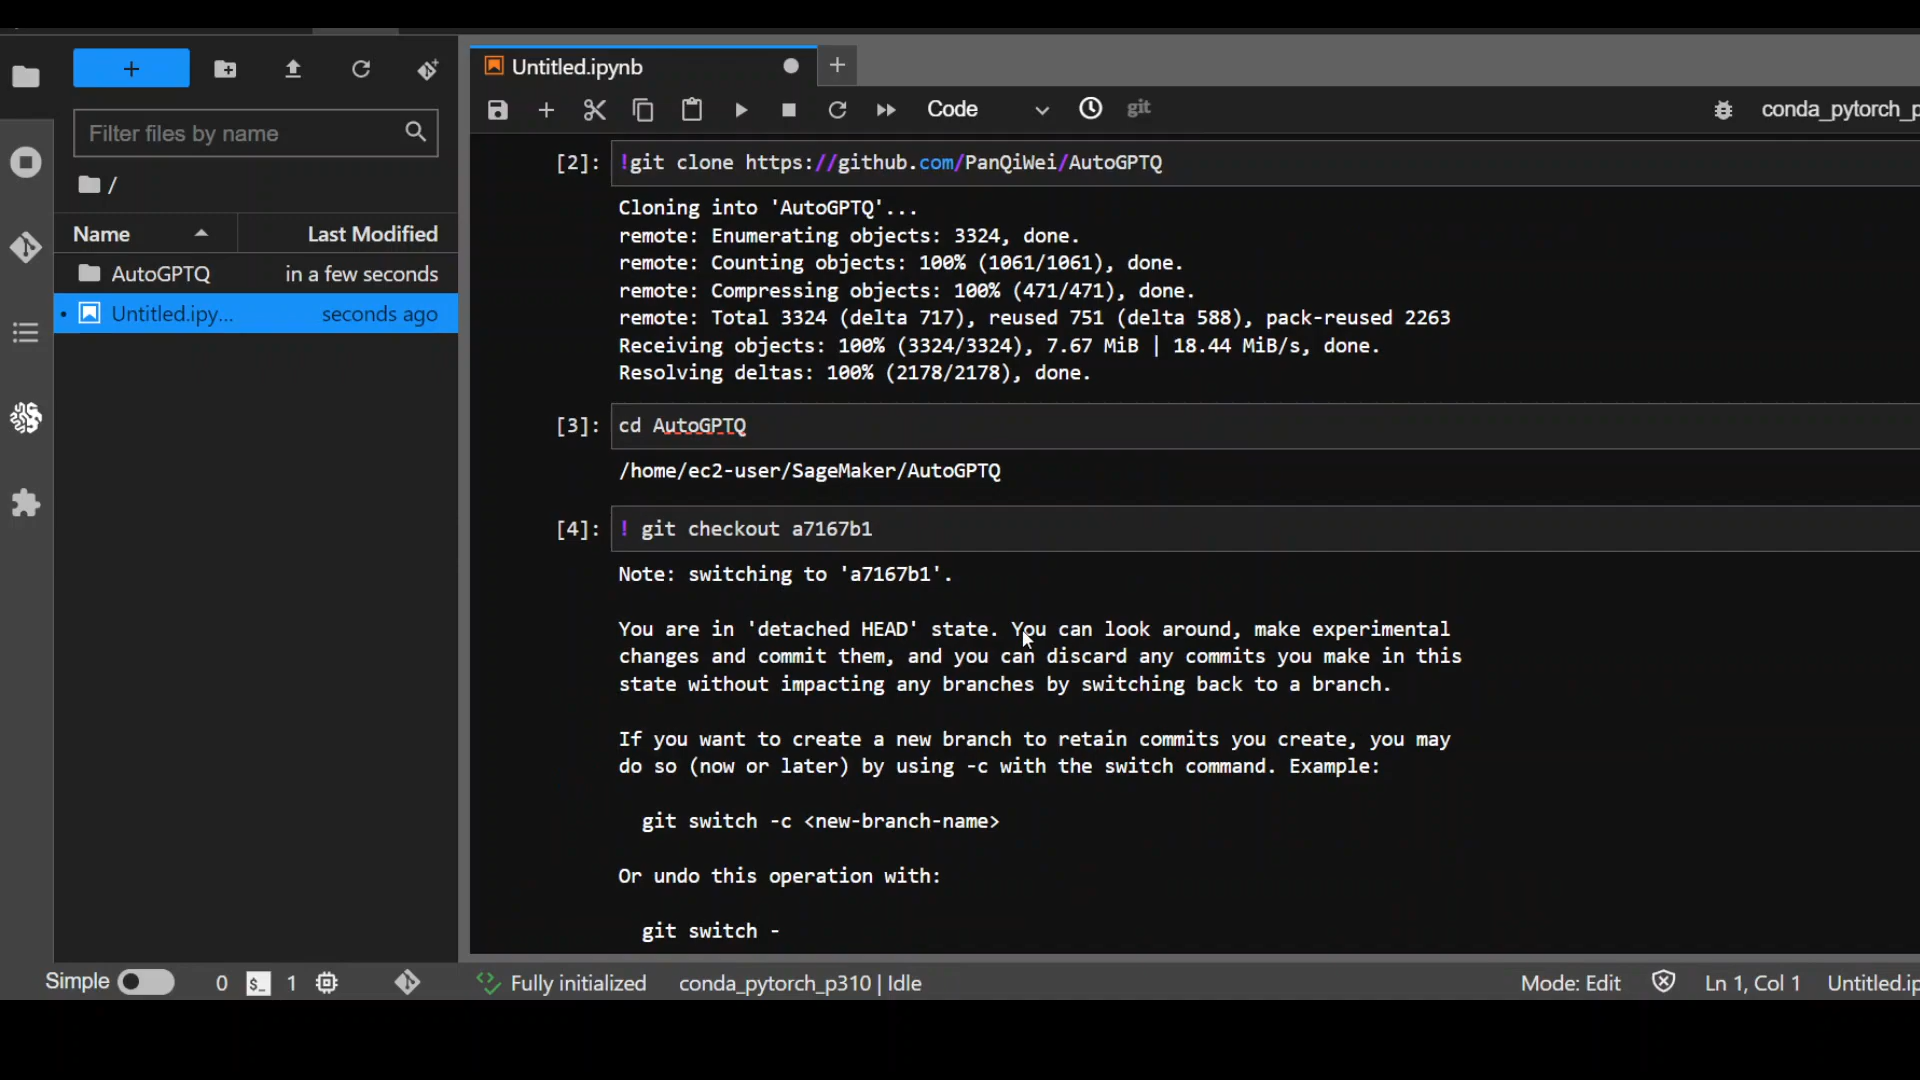 Untitled.ipynb
Code
git
conda_pytorch_p
Filter files by name
/
Name
Last Modified
AutoGPTQ
in a few seconds
Untitled.ipy...
seconds ago
[2]:
!git clone https://github.com/PanQiWei/AutoGPTQ
Cloning into 'AutoGPTQ'...
remote: Enumerating objects: 3324, done.
remote: Counting objects: 100% (1061/1061), done.
remote: Compressing objects: 100% (471/471), done.
remote: Total 3324 (delta 717), reused 751 (delta 588), pack-reused 2263
Receiving objects: 100% (3324/3324), 7.67 MiB | 18.44 MiB/s, done.
Resolving deltas: 100% (2178/2178), done.
[3]:
cd AutoGPTQ
/home/ec2-user/SageMaker/AutoGPTQ
[4]:
! git checkout a7167b1
Note: switching to 'a7167b1'.
You are in 'detached HEAD' state. You can look around, make experimental
changes and commit them, and you can discard any commits you make in this
state without impacting any branches by switching back to a branch.
If you want to create a new branch to retain commits you create, you may
do so (now or later) by using -c with the switch command. Example:
git switch -c <new-branch-name>
Or undo this operation with:
git switch -
Simple
0
1
Fully initialized
conda_pytorch_p310 | Idle
Mode: Edit
Ln 1, Col 1
Untitled.ip